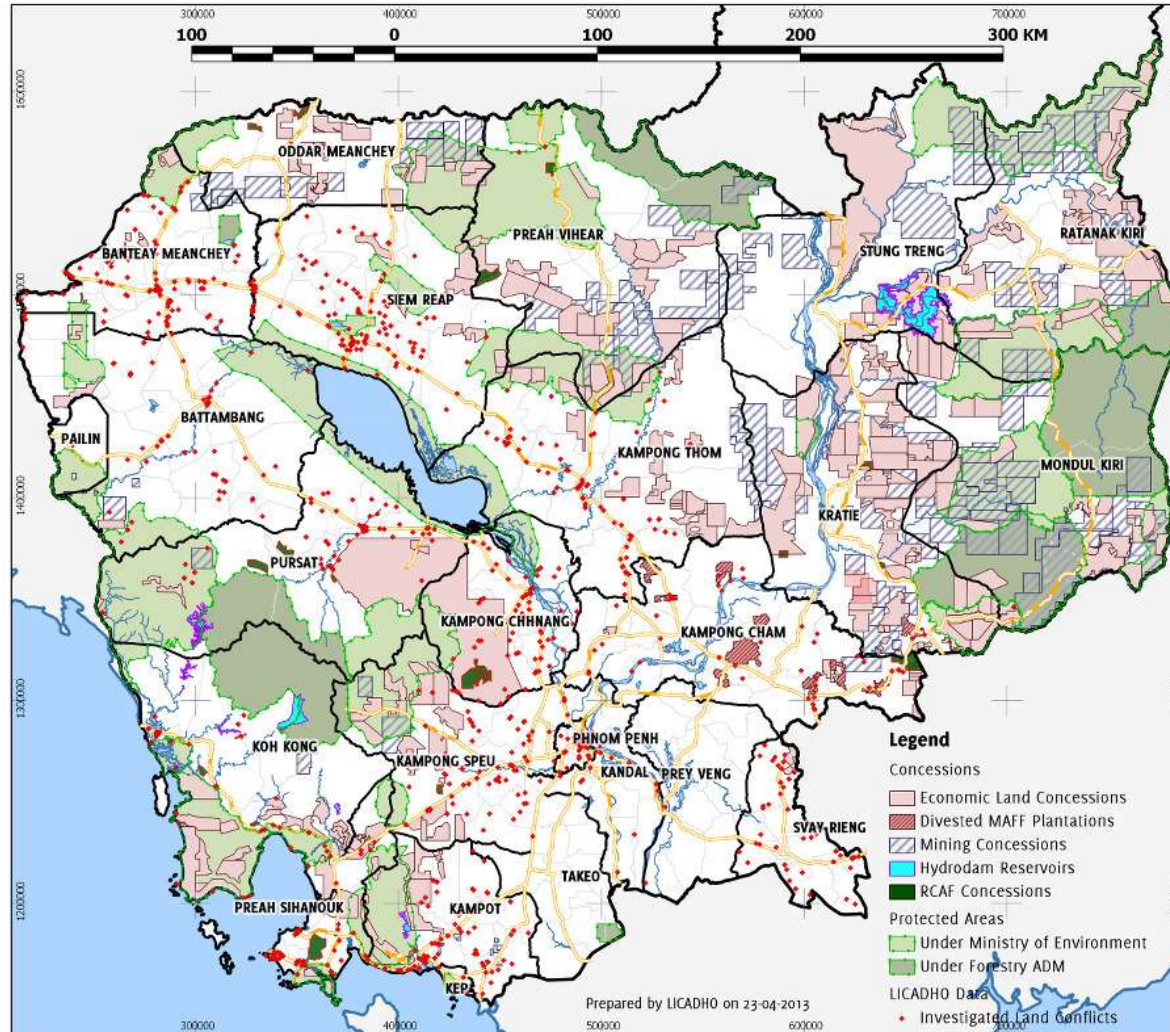 300000 400000 500000 600000 700000
100 0 100 200 300 KM
1600000
ODDAR MEANCHEY
PREAH VIHEAR
STUNG TRENG
RATANAK KIRI
BANTEAY MEANCHEY
SIEM REAP
BATTAMBANG
PAILIN
KAMPONG THOM
MONDUL KIRI
1400000
KRATIE
PURSAT
KAMPONG CHHNANG
KAMPONG CHAM
1300000
KOH KONG
KAMPONG SPEU
PHNOM PENH
KANDAL
PREY VENG
SVAY RIENG
TAKEO
1200000
PREAH SIHANOUK
KAMPOT
KEP
Legend
Concessions
Economic Land Concessions
Divested MAFF Plantations
Mining Concessions
Hydrodam Reservoirs
RCAF Concessions
Protected Areas
Under Ministry of Environment
Under Forestry ADM
LICADHO Data
Investigated Land Conflicts
Prepared by LICADHO on 23-04-2013
300000 400000 500000 600000 700000